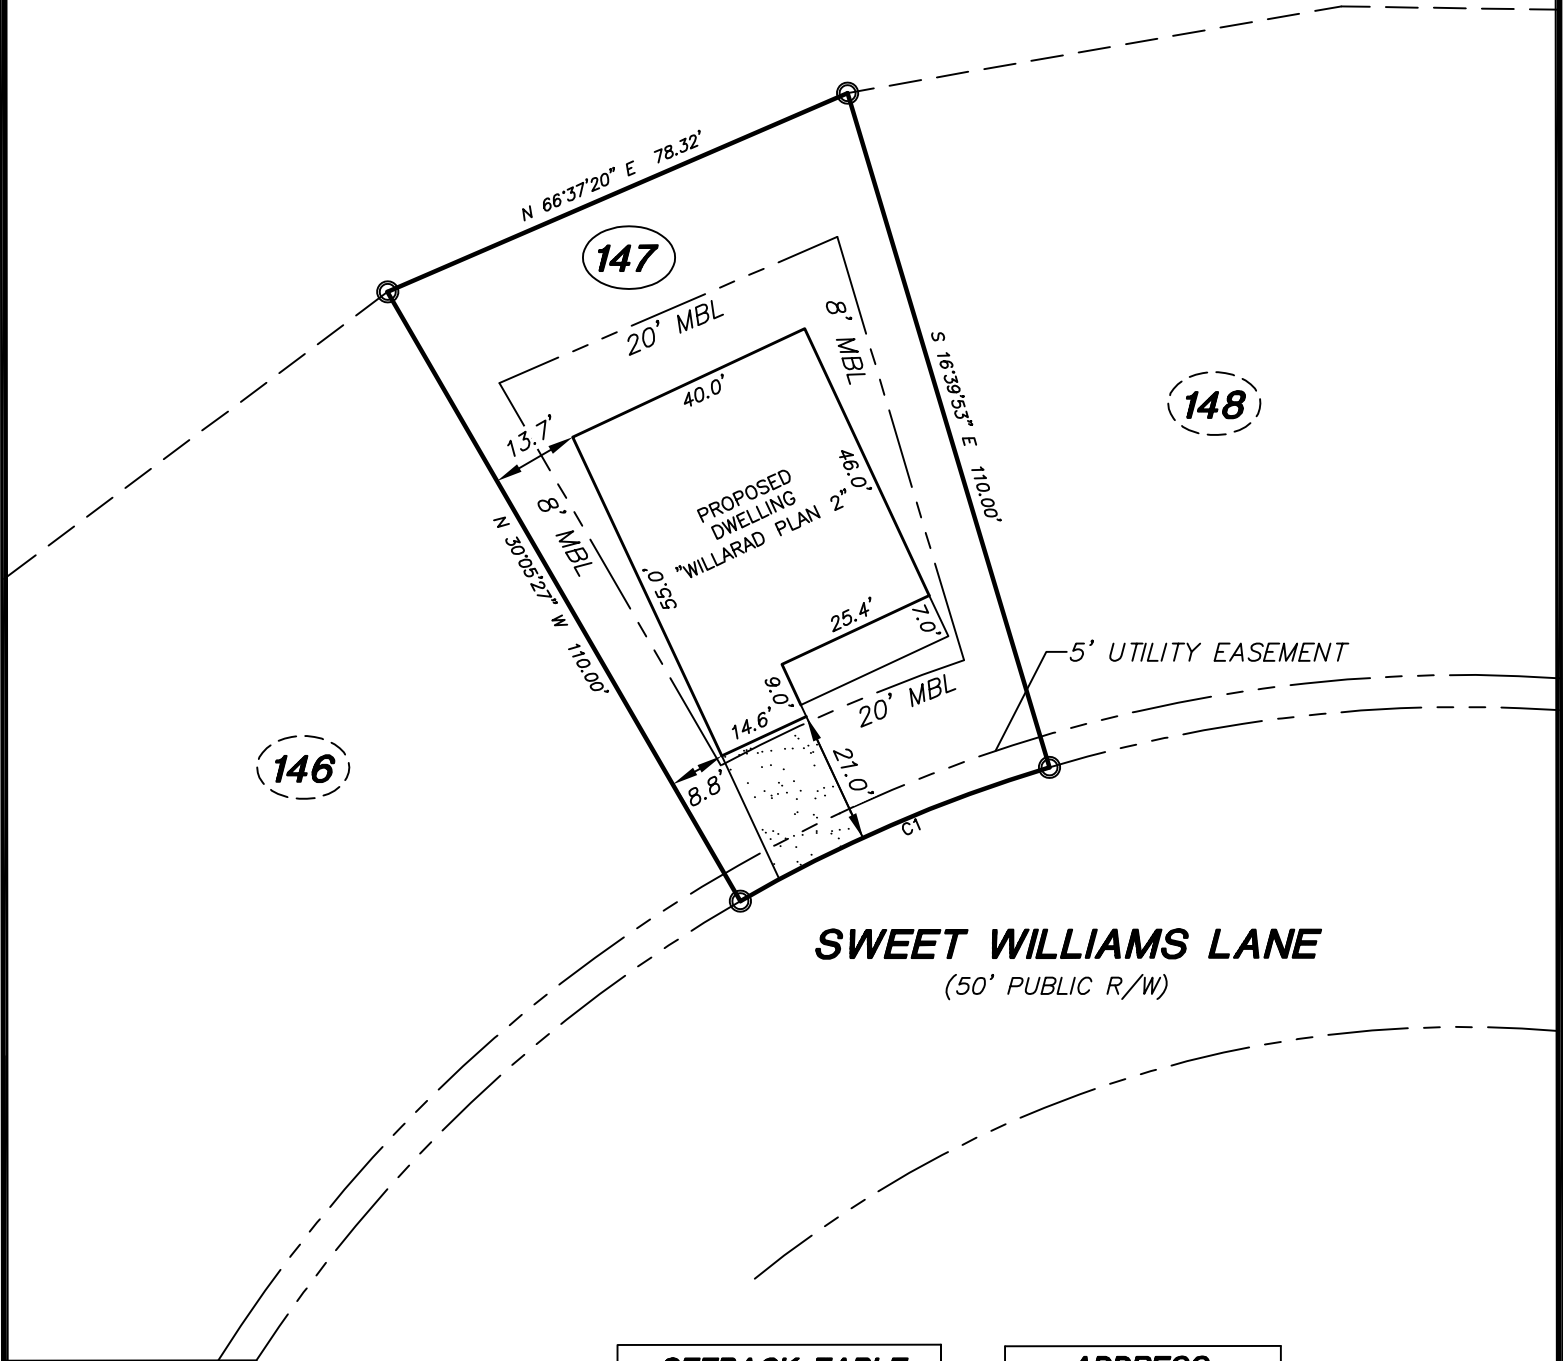 N 66°37'20" E 78.32'
147
20' MBL
8' MBL
40.0'
13.7'
S 16°39'53" E 110.00'
148
46.0'
PROPOSED
DWELLING
"WILLARAD PLAN 2"
8' MBL
N 30°05'27" W 110.00'
55.0'
25.4'
7.0'
5' UTILITY EASEMENT
9.0'
20' MBL
14.6'
146
8.8'
21.0'
C1
SWEET WILLIAMS LANE
(50' PUBLIC R/W)
SETBACK TABLE
ADDRESS